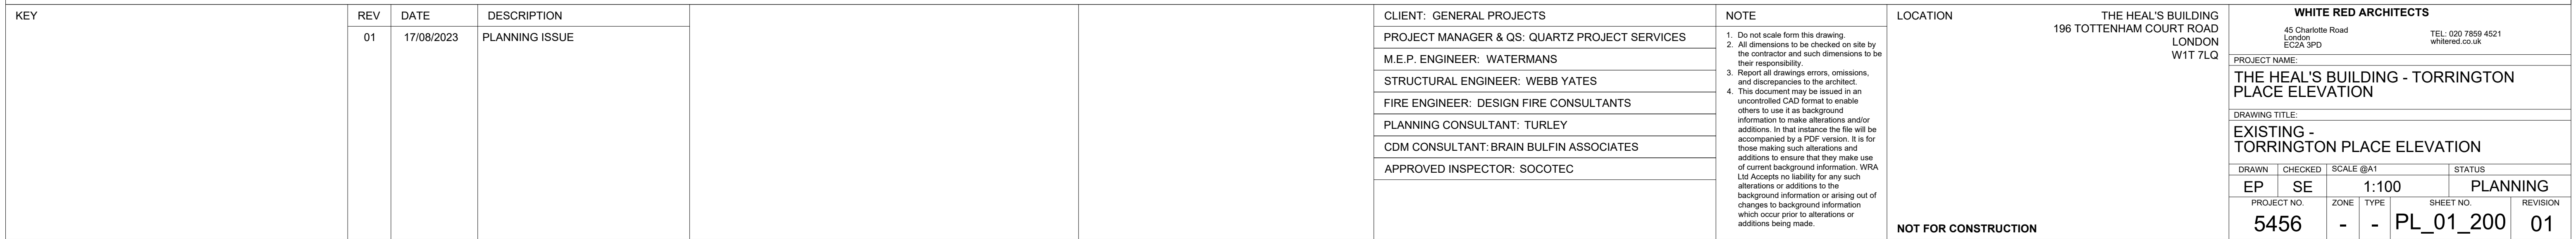 KEY
REV DATE DESCRIPTION
01 17/08/2023 PLANNING ISSUE
CLIENT: GENERAL PROJECTS
PROJECT MANAGER & QS: QUARTZ PROJECT SERVICES
M.E.P. ENGINEER: WATERMANS
STRUCTURAL ENGINEER: WEBB YATES
FIRE ENGINEER: DESIGN FIRE CONSULTANTS
PLANNING CONSULTANT: TURLEY
CDM CONSULTANT: BRAIN BULFIN ASSOCIATES
APPROVED INSPECTOR: SOCOTEC
NOTE
1. Do not scale form this drawing.
2. All dimensions to be checked on site by
the contractor and such dimensions to be
their responsibility.
3. Report all drawings errors, omissions,
and discrepancies to the architect.
4. This document may be issued in an
uncontrolled CAD format to enable
others to use it as background
information to make alterations and/or
additions. In that instance the file will be
accompanied by a PDF version. It is for
those making such alterations and
additions to ensure that they make use
of current background information. WRA
Ltd Accepts no liability for any such
alterations or additions to the
background information or arising out of
changes to background information
which occur prior to alterations or
additions being made.
LOCATION
THE HEAL'S BUILDING
196 TOTTENHAM COURT ROAD
LONDON
W1T 7LQ
NOT FOR CONSTRUCTION
WHITE RED ARCHITECTS
45 Charlotte Road
London
EC2A 3PD
TEL: 020 7859 4521
whitered.co.uk
PROJECT NAME:
THE HEAL'S BUILDING - TORRINGTON
PLACE ELEVATION
DRAWING TITLE:
EXISTING -
TORRINGTON PLACE ELEVATION
DRAWN CHECKED SCALE @A1 STATUS
EP SE 1:100 PLANNING
PROJECT NO. ZONE TYPE SHEET NO. REVISION
5456 - - PL_01_200 01